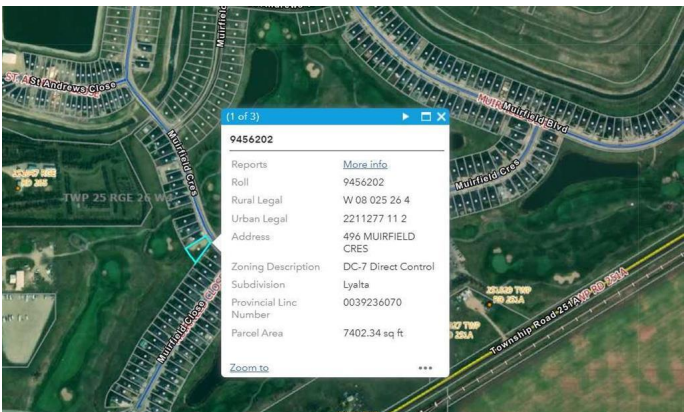 Muirfield
St Andrews Close
Muirfield Cres
TWP 25 RGE 26 W4
(1 of 3)
9456202
Reports More info
Roll 9456202
Rural Legal W 08 025 26 4
Urban Legal 2211277 11 2
Address 496 MUIRFIELD
CRES
Zoning Description DC-7 Direct Control
Subdivision Lyalta
Provincial Linc 0039236070
Number
Parcel Area 7402.34 sq ft
Zoom to
Muirfield Blvd
Muirfield Cres
RD 251A
Township Road 251A
Muirfield Close